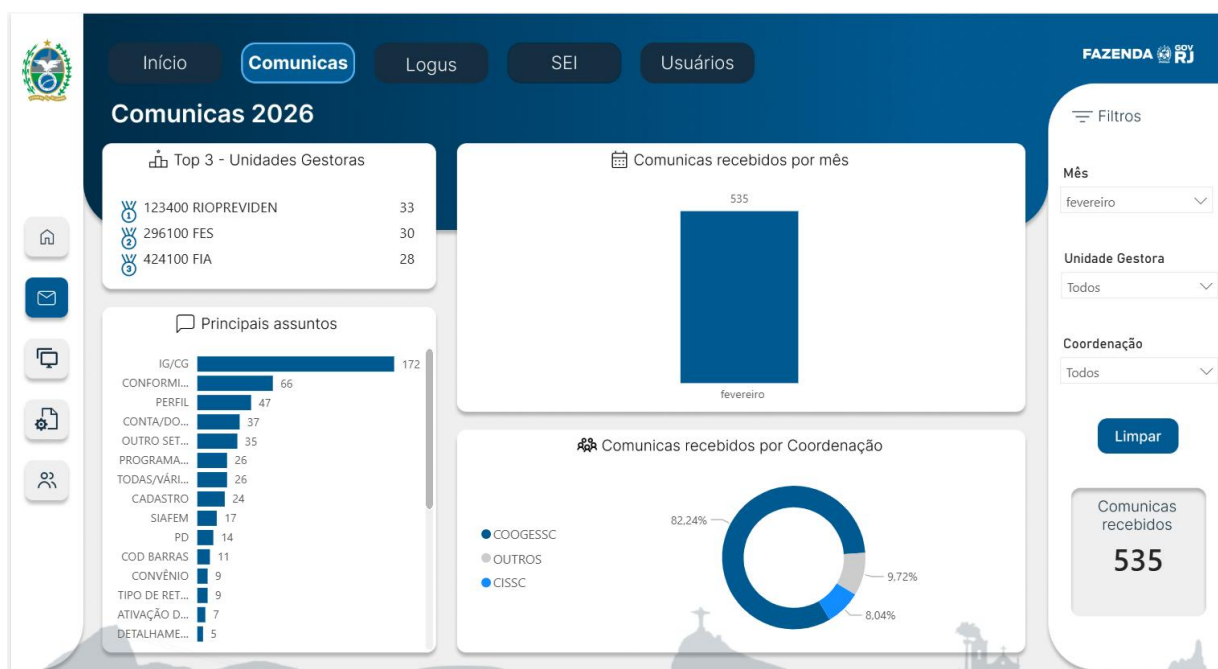 Início
Comunicas
Logus
SEI
Usuários
FAZENDA GOV RJ
Comunicas 2026
Top 3 - Unidades Gestoras
1 123400 RIOPREVIDEN 33
2 296100 FES 30
3 424100 FIA 28
Principais assuntos
IG/CG 172
CONFORMI... 66
PERFIL 47
CONTA/DO... 37
OUTRO SET... 35
PROGRAMA... 26
TODAS/VÁRI... 26
CADASTRO 24
SIAFEM 17
PD 14
COD BARRAS 11
CONVÊNIO 9
TIPO DE RET... 9
ATIVAÇÃO D... 7
DETALHAME... 5
Comunicas recebidos por mês
535
fevereiro
Comunicas recebidos por Coordenação
COOGESSC
OUTROS
CISSC
82,24%
9,72%
8,04%
Filtros
Mês
fevereiro
Unidade Gestora
Todos
Coordenação
Todos
Limpar
Comunicas
recebidos
535